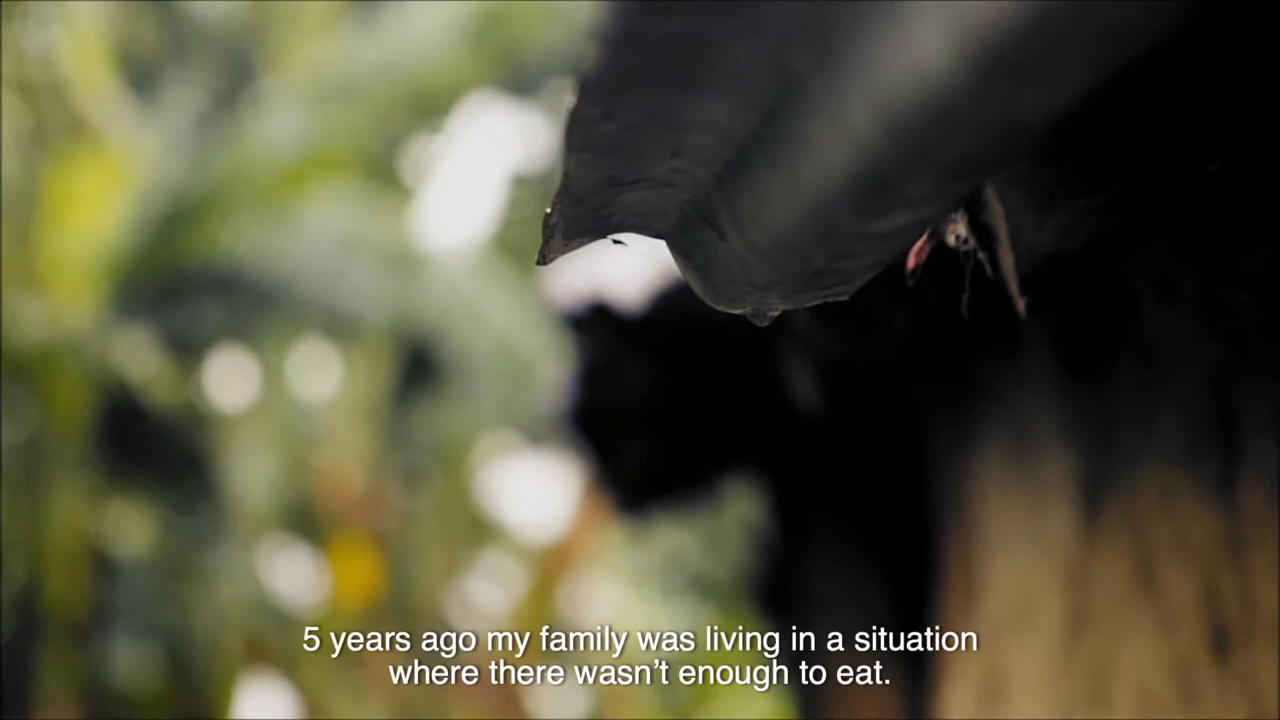 5 years ago my family was living in a situation
where there wasn’t enough to eat.